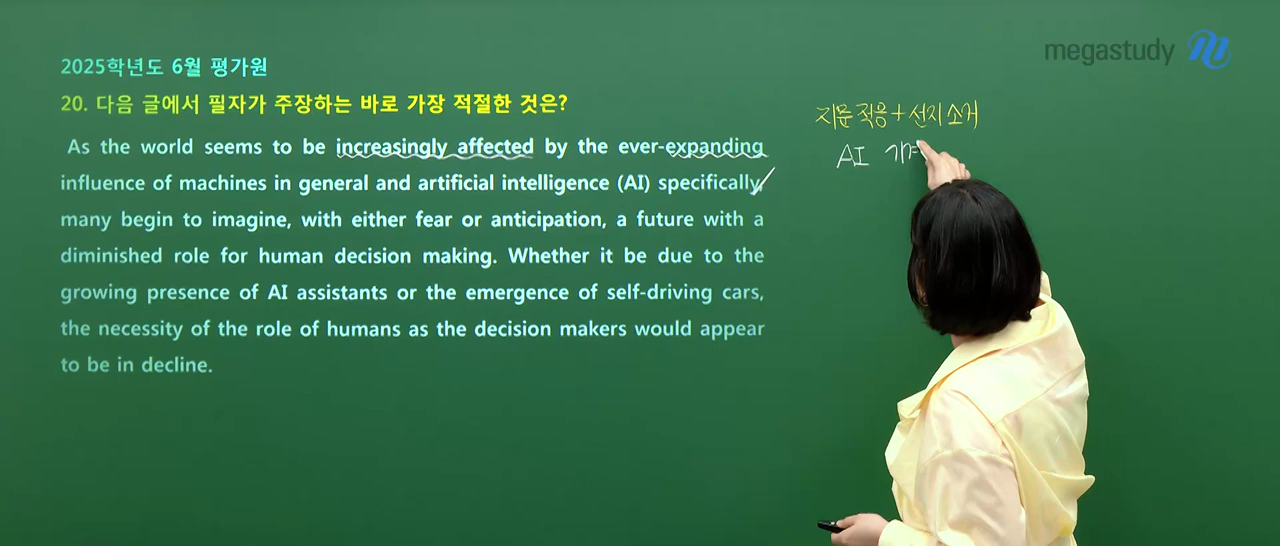 megastudy
2025학년도 6월 평가원
20. 다음 글에서 필자가 주장하는 바로 가장 적절한 것은?
As the world seems to be increasingly affected by the ever-expanding
influence of machines in general and artificial intelligence (AI) specifically,
many begin to imagine, with either fear or anticipation, a future with a
diminished role for human decision making. Whether it be due to the
growing presence of AI assistants or the emergence of self-driving cars,
the necessity of the role of humans as the decision makers would appear
to be in decline.
지문 적응 + 선지 소거
AI